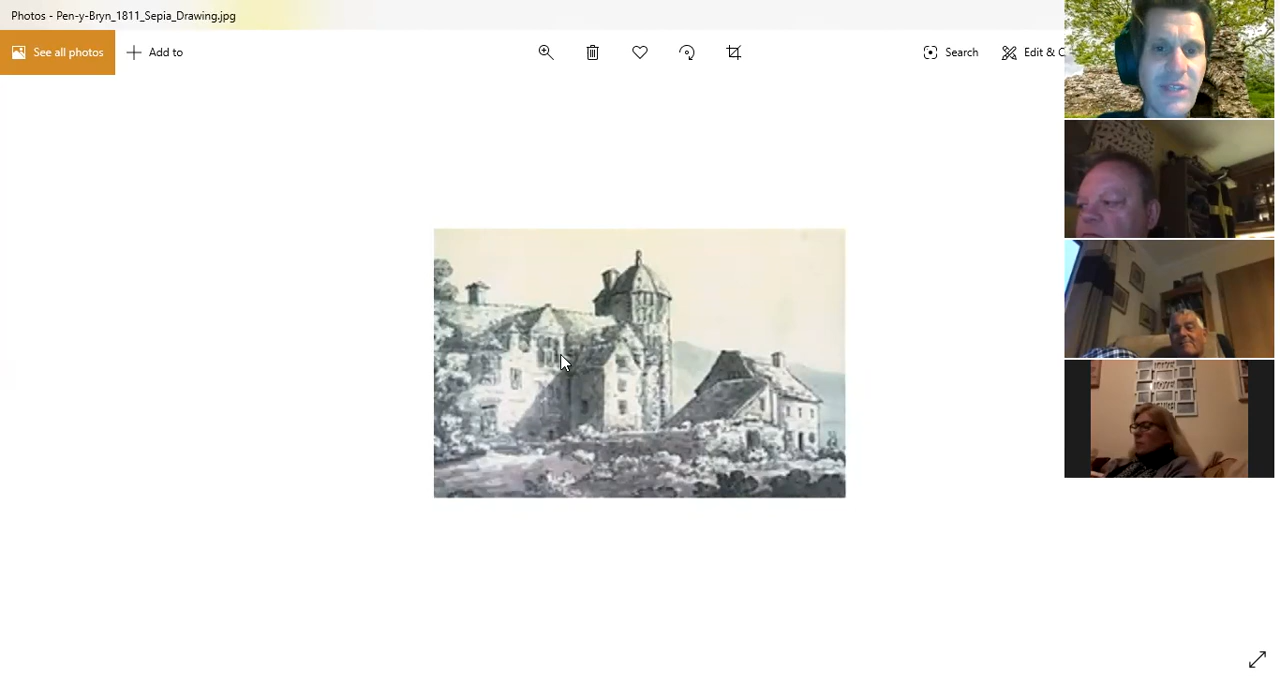 Photos - Pen-y-Bryn_1811_Sepia_Drawing.jpg
See all photos
Add to
Search
Edit & C